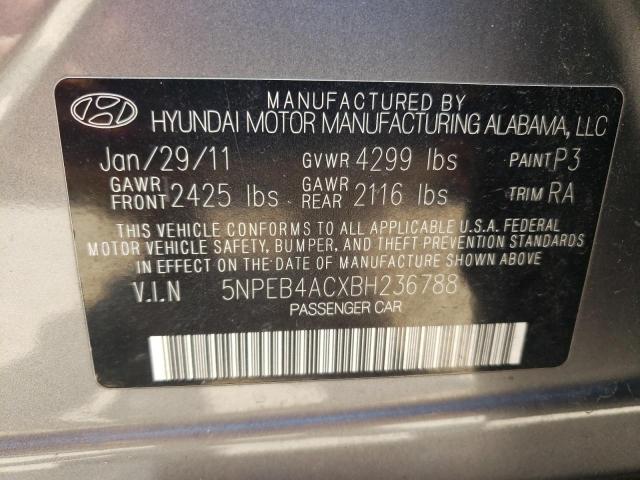 MANUFACTURED BY
HYUNDAI MOTOR MANUFACTURING ALABAMA, LLC
Jan/29/11 GVWR 4299 lbs PAINT P3
GAWR FRONT 2425 lbs GAWR REAR 2116 lbs TRIM RA
THIS VEHICLE CONFORMS TO ALL APPLICABLE U.S.A. FEDERAL
MOTOR VEHICLE SAFETY, BUMPER, AND THEFT PREVENTION STANDARDS
IN EFFECT ON THE DATE OF MANUFACTURE SHOWN ABOVE.
V.I.N 5NPEB4ACXBH236788
PASSENGER CAR